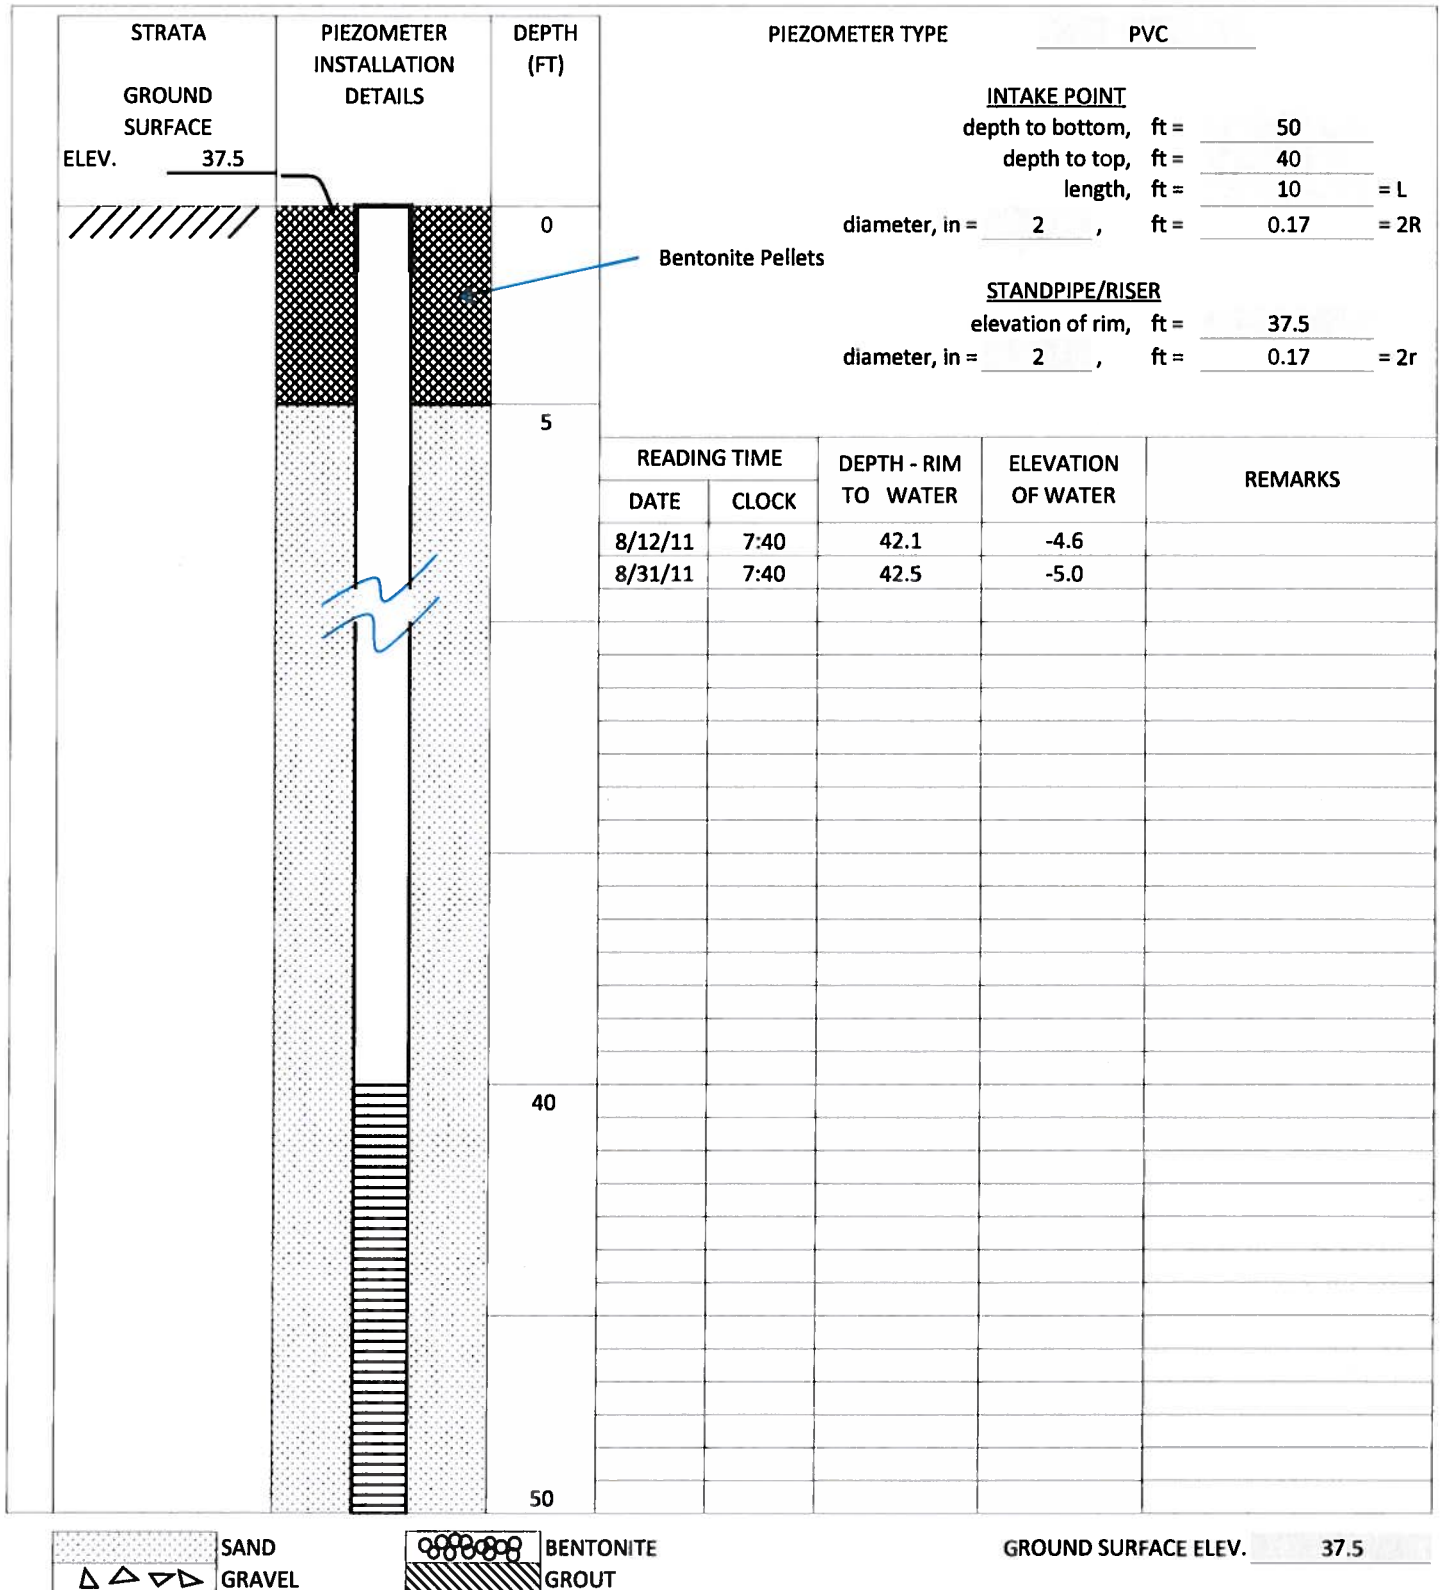 STRATA
GROUND
SURFACE
ELEV. 37.5
PIEZOMETER
INSTALLATION
DETAILS
DEPTH
(FT)
0
5
40
50
Bentonite Pellets
PIEZOMETER TYPE PVC
INTAKE POINT
depth to bottom, ft = 50
depth to top, ft = 40
length, ft = 10 = L
diameter, in = 2 , ft = 0.17 = 2R
STANDPIPE/RISER
elevation of rim, ft = 37.5
diameter, in = 2 , ft = 0.17 = 2r
READING TIME
DATE CLOCK
DEPTH - RIM
TO WATER
ELEVATION
OF WATER
REMARKS
8/12/11 7:40 42.1 -4.6
8/31/11 7:40 42.5 -5.0
SAND
GRAVEL
BENTONITE
GROUT
GROUND SURFACE ELEV. 37.5